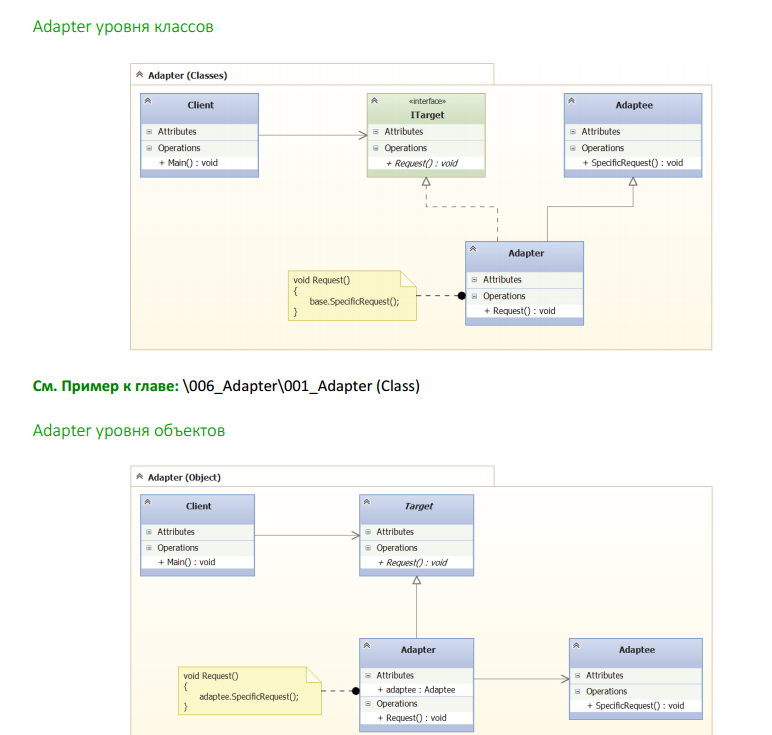 Adapter уровня классов
Adapter (Classes)
Client
Attributes
Operations
+ Main() : void
«interface»
ITarget
Attributes
Operations
+ Request() : void
Adaptee
Attributes
Operations
+ SpecificRequest() : void
Adapter
Attributes
Operations
+ Request() : void
void Request()
{
base.SpecificRequest();
}
См. Пример к главе: \006_Adapter\001_Adapter (Class)
Adapter уровня объектов
Adapter (Object)
Client
Attributes
Operations
+ Main() : void
Target
Attributes
Operations
+ Request() : void
Adapter
Attributes
+ adaptee : Adaptee
Operations
+ Request() : void
Adaptee
Attributes
Operations
+ SpecificRequest() : void
void Request()
{
adaptee.SpecificRequest();
}